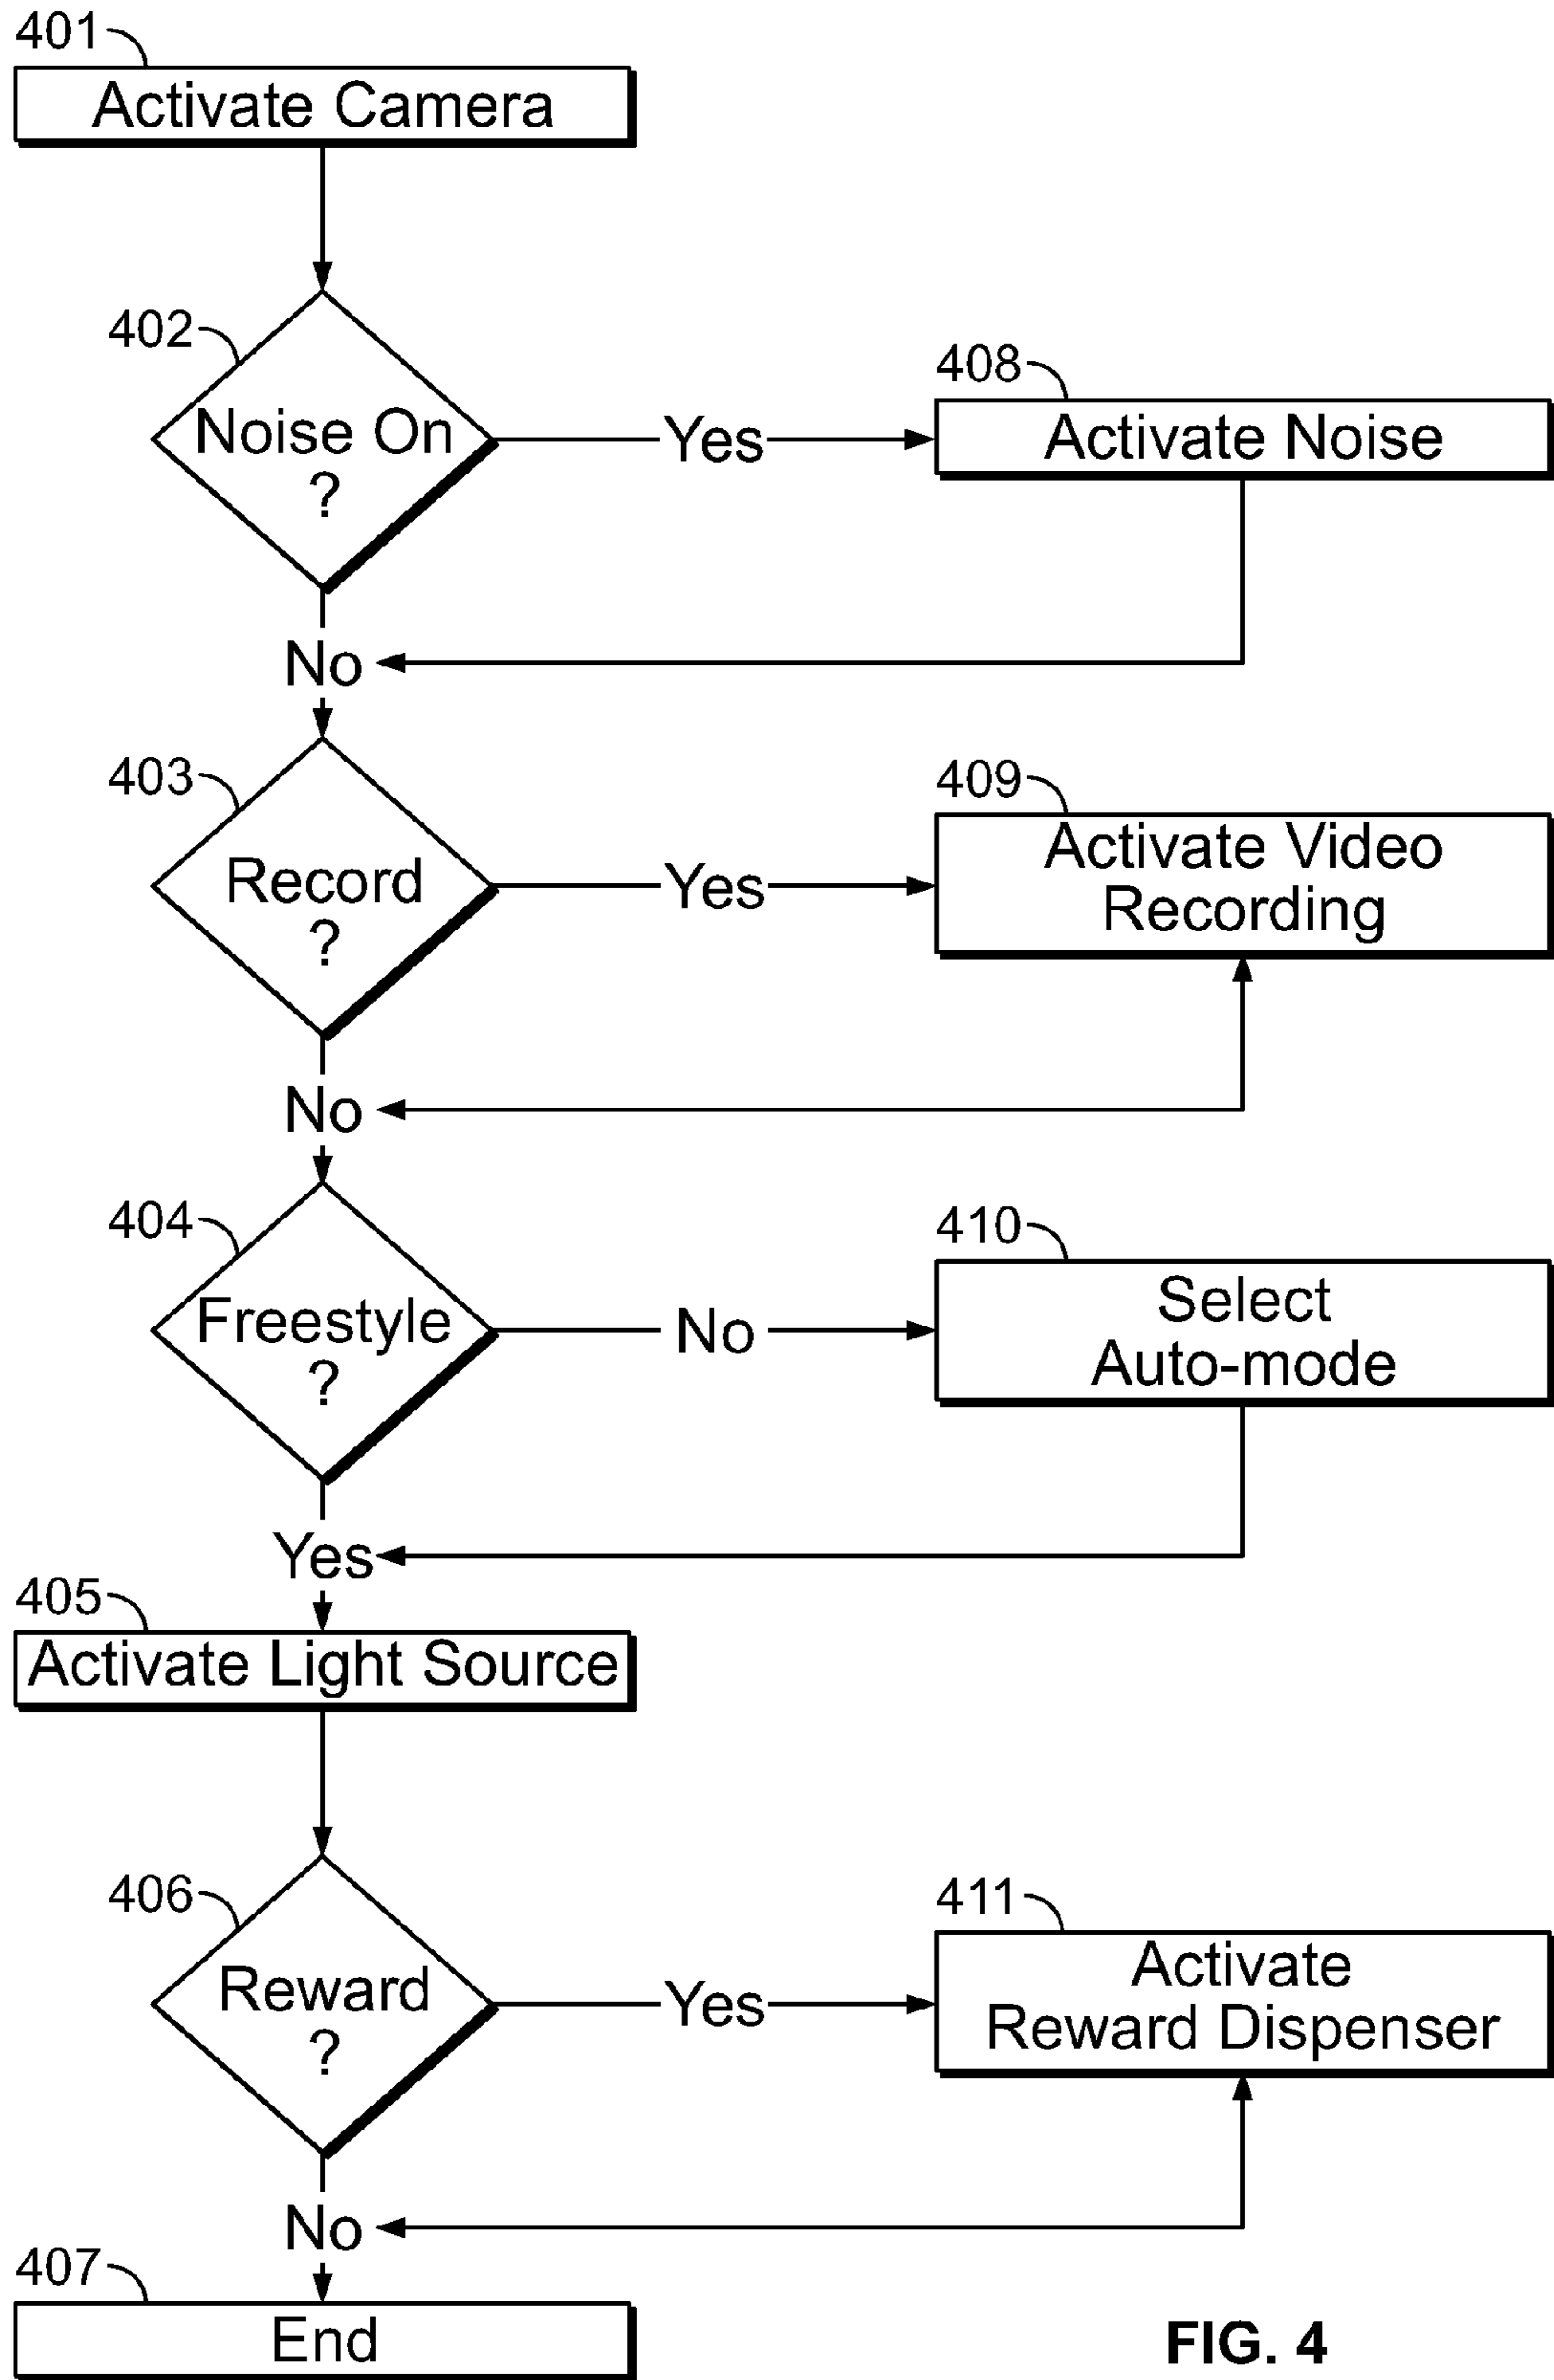 401
Activate Camera
402
Noise On
?
Yes
408
Activate Noise
No
403
Record
?
Yes
409
Activate Video
Recording
No
404
Freestyle
?
No
410
Select
Auto-mode
Yes
405
Activate Light Source
406
Reward
?
Yes
411
Activate
Reward Dispenser
No
407
End
FIG. 4